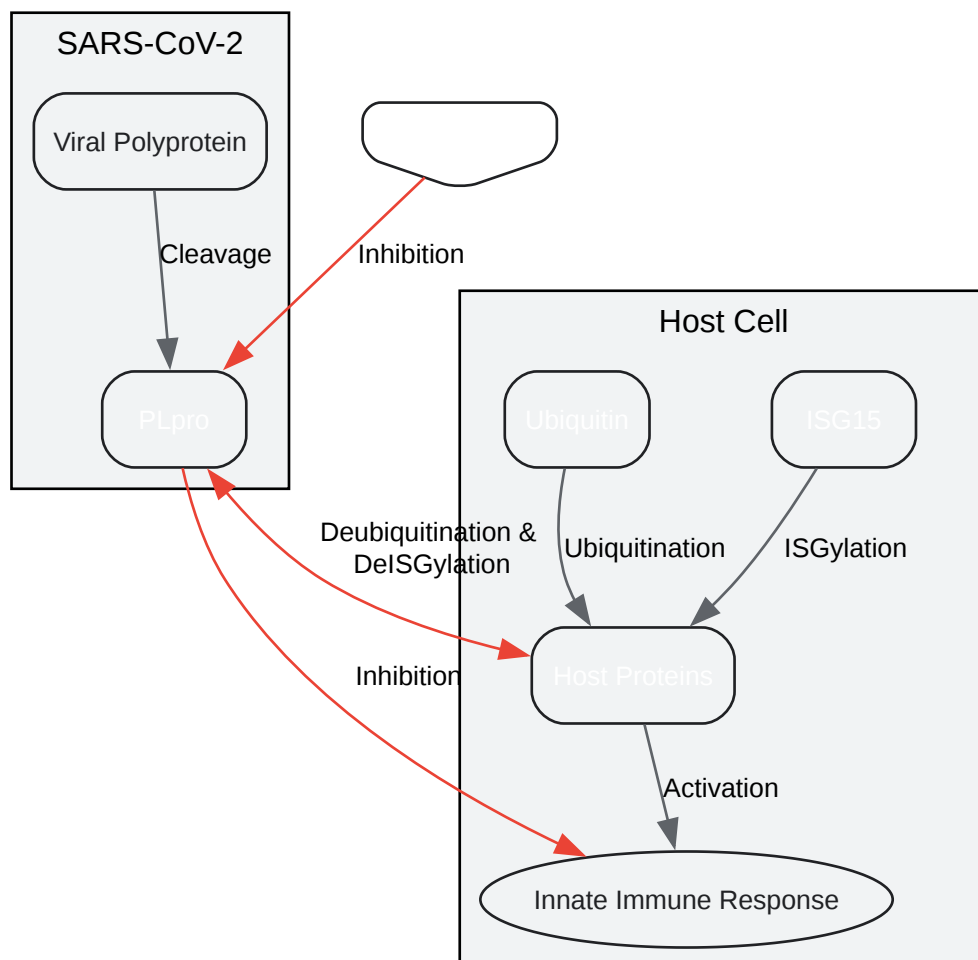 SARS-CoV-2
Viral Polyprotein
Cleavage
Inhibition
PLpro
Host Cell
Ubiquitin
ISG15
Deubiquitination &
DeISGylation
Ubiquitination
ISGylation
Inhibition
Host Proteins
Activation
Innate Immune Response